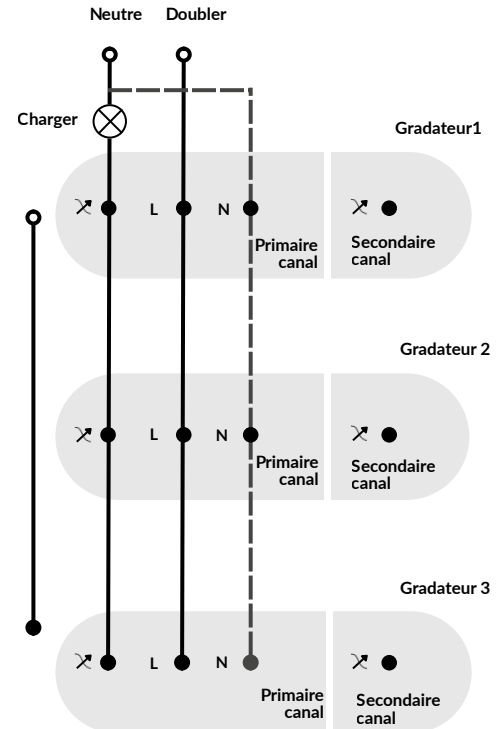 Neutre Doubler
Charger
Gradateur1
L N
Primaire
canal
Secondaire
canal
Gradateur 2
L N
Primaire
canal
Secondaire
canal
Gradateur 3
L N
Primaire
canal
Secondaire
canal